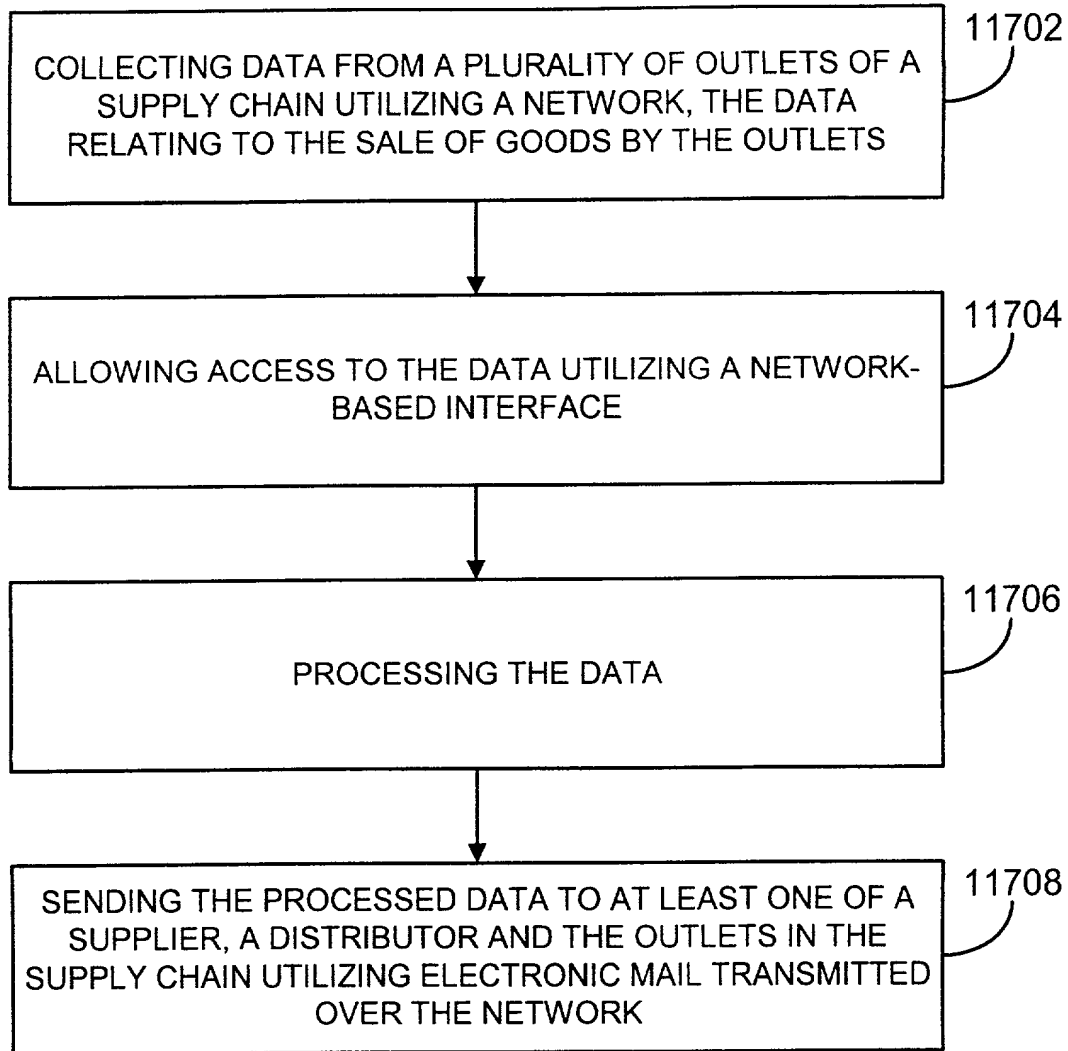 11702
COLLECTING DATA FROM A PLURALITY OF OUTLETS OF A
SUPPLY CHAIN UTILIZING A NETWORK, THE DATA
RELATING TO THE SALE OF GOODS BY THE OUTLETS
11704
ALLOWING ACCESS TO THE DATA UTILIZING A NETWORK-
BASED INTERFACE
11706
PROCESSING THE DATA
11708
SENDING THE PROCESSED DATA TO AT LEAST ONE OF A
SUPPLIER, A DISTRIBUTOR AND THE OUTLETS IN THE
SUPPLY CHAIN UTILIZING ELECTRONIC MAIL TRANSMITTED
OVER THE NETWORK